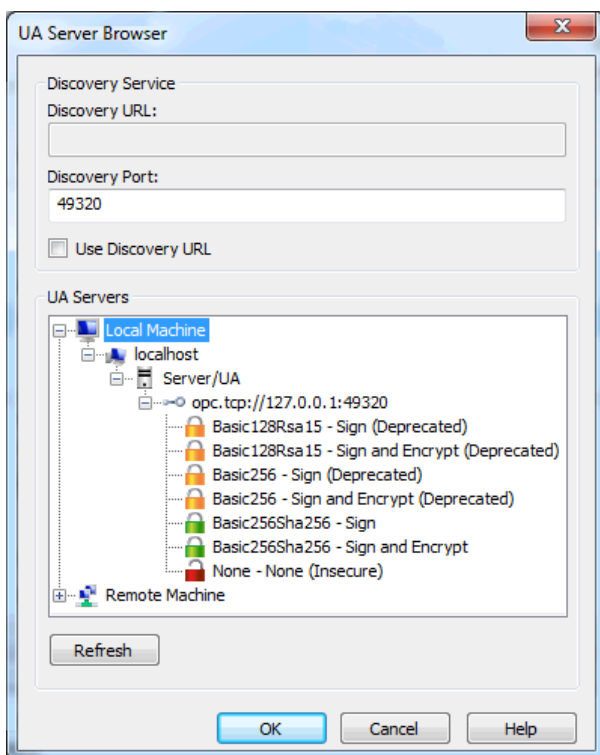 UA Server Browser
Discovery Service
Discovery URL:
Discovery Port:
49320
Use Discovery URL
UA Servers
Local Machine
localhost
Server/UA
opc.tcp://127.0.0.1:49320
Basic128Rsa15 - Sign (Deprecated)
Basic128Rsa15 - Sign and Encrypt (Deprecated)
Basic256 - Sign (Deprecated)
Basic256 - Sign and Encrypt (Deprecated)
Basic256Sha256 - Sign
Basic256Sha256 - Sign and Encrypt
None - None (Insecure)
Remote Machine
Refresh
OK Cancel Help